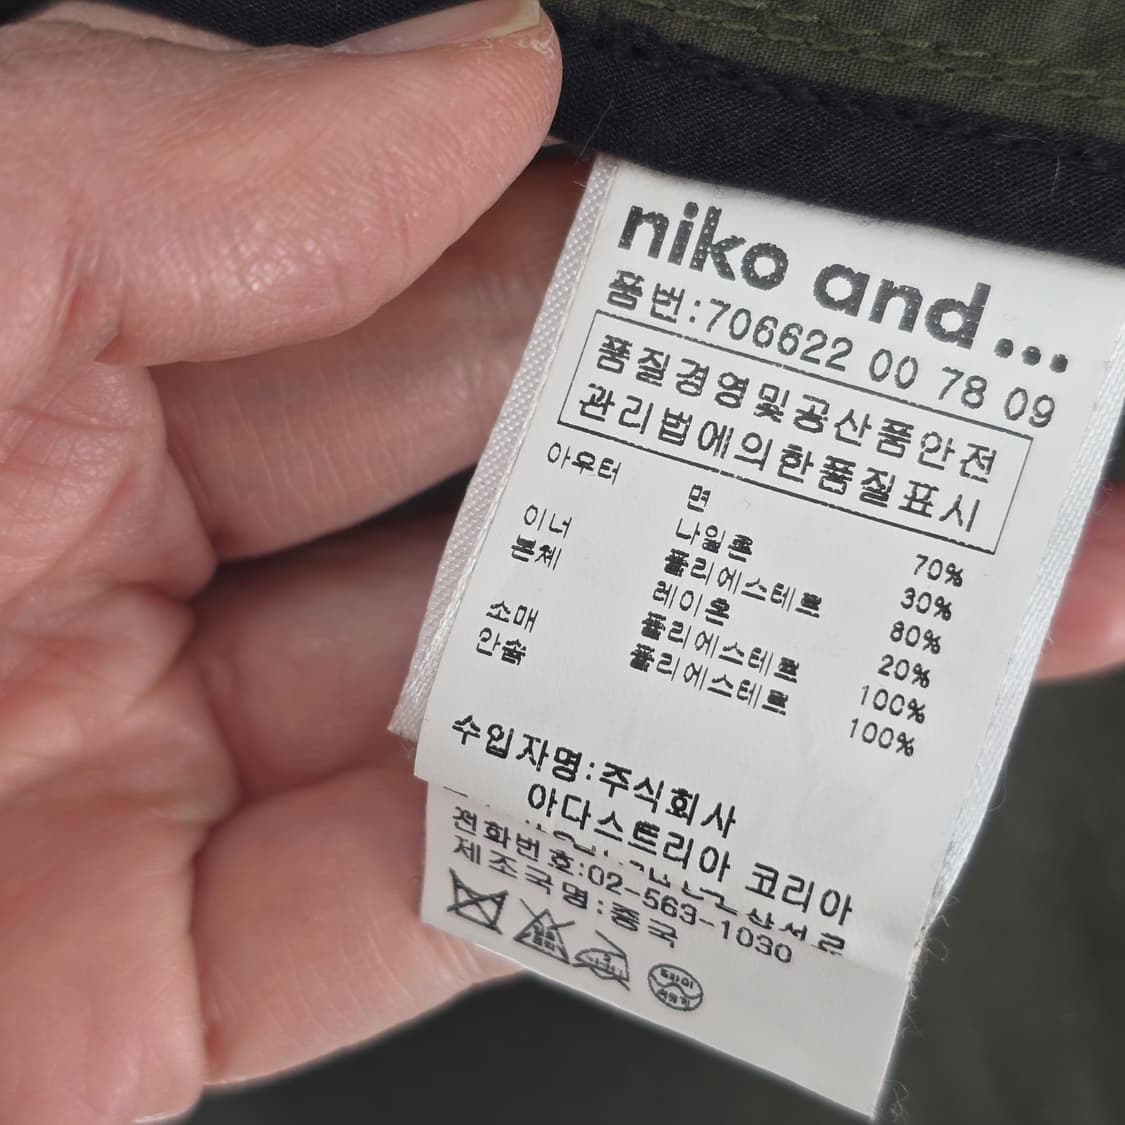 niko and...
품번:706622 00 78 09
품질경영및공산품안전
관리법에의한품질표시
아우터 면 70%
나일론 30%
이너
본체 폴리에스테르 80%
레이온 20%
소매 폴리에스테르 100%
안솜 폴리에스테르 100%
수입자명:주식회사
아다스트리아 코리아
전화번호:02-563-1030
제조국명:중국
드라이